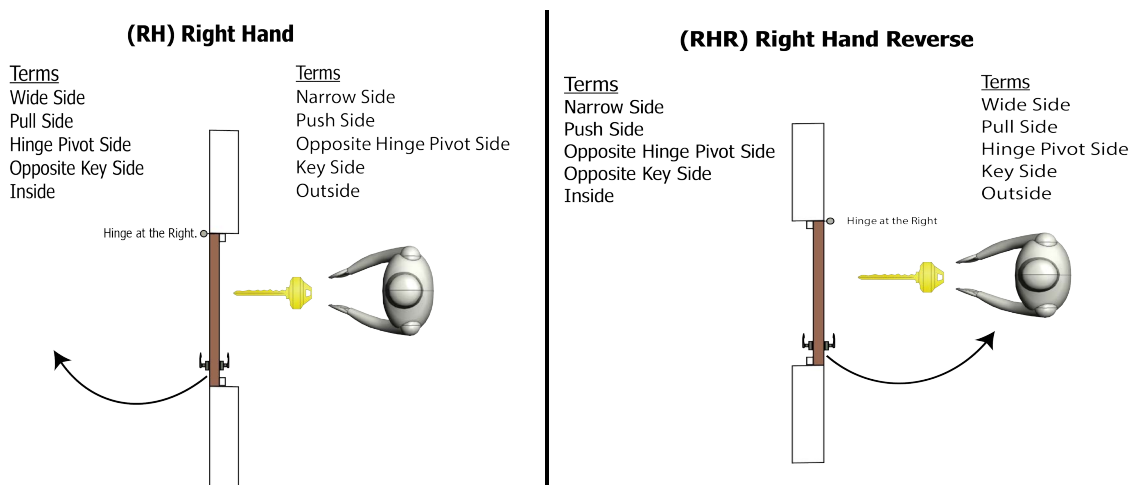 (RH) Right Hand
Terms
Wide Side
Pull Side
Hinge Pivot Side
Opposite Key Side
Inside
Terms
Narrow Side
Push Side
Opposite Hinge Pivot Side
Key Side
Outside
Hinge at the Right.
(RHR) Right Hand Reverse
Terms
Narrow Side
Push Side
Opposite Hinge Pivot Side
Opposite Key Side
Inside
Terms
Wide Side
Pull Side
Hinge Pivot Side
Key Side
Outside
Hinge at the Right